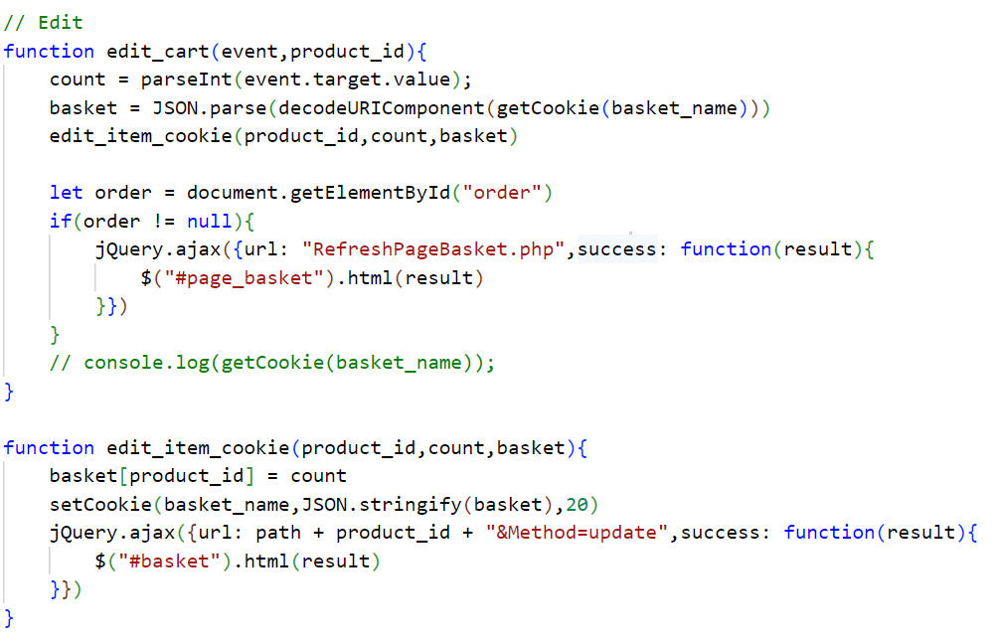 // Edit
function edit_cart(event,product_id){
    count = parseInt(event.target.value);
    basket = JSON.parse(decodeURIComponent(getCookie(basket_name)))
    edit_item_cookie(product_id,count,basket)

    let order = document.getElementById("order")
    if(order != null){
        jQuery.ajax({url: "RefreshPageBasket.php",success: function(result){
            $("#page_basket").html(result)
        }})
    }
    // console.log(getCookie(basket_name));
}

function edit_item_cookie(product_id,count,basket){
    basket[product_id] = count
    setCookie(basket_name,JSON.stringify(basket),20)
    jQuery.ajax({url: path + product_id + "&Method=update",success: function(result){
        $("#basket").html(result)
    }})
}